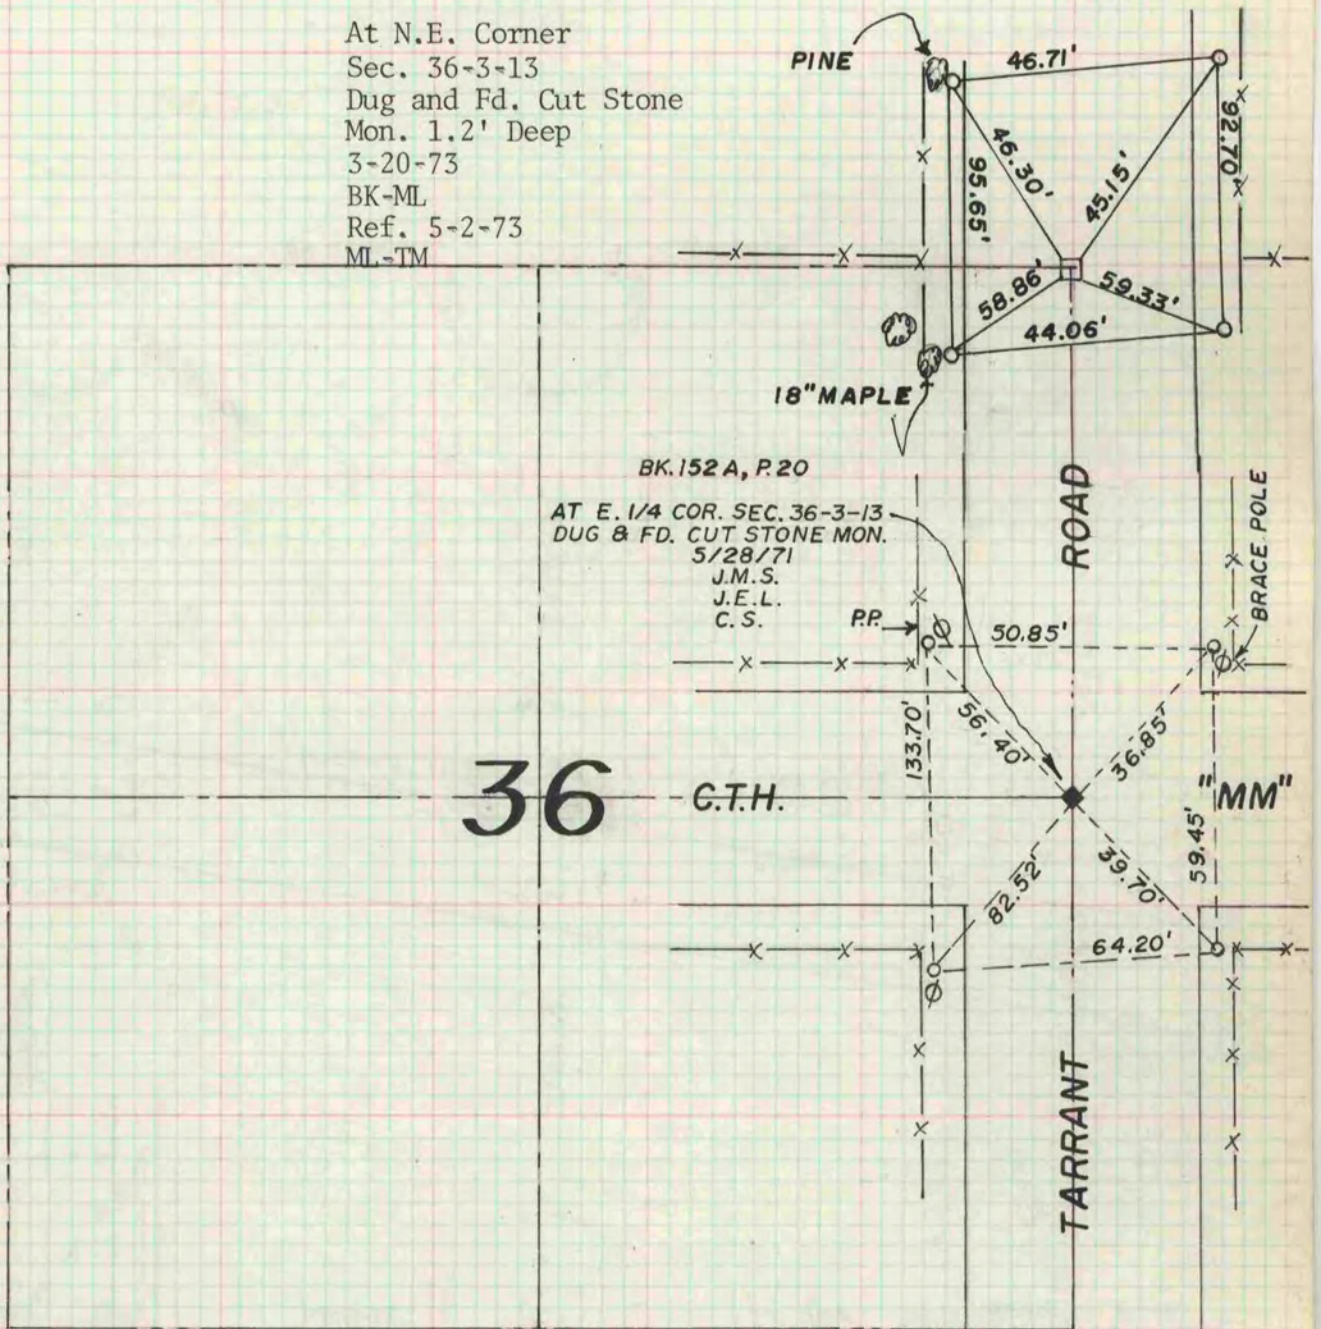 At N.E. Corner
Sec. 36-3-13
Dug and Fd. Cut Stone
Mon. 1.2' Deep
3-20-73
BK-ML
Ref. 5-2-73
ML-TM
PINE
46.71'
92.70'
46.30'
45.15'
95.65'
58.86'
59.33'
44.06'
18" MAPLE
BK. 152 A, P. 20
AT E. 1/4 COR. SEC. 36-3-13
DUG & FD. CUT STONE MON.
5/28/71
J.M.S.
J.E.L.
C.S.
ROAD
BRACE POLE
P.P.
50.85'
133.70'
56.40'
36.85'
36
C.T.H.
"MM"
59.45'
82.52'
39.70'
64.20'
TARRANT